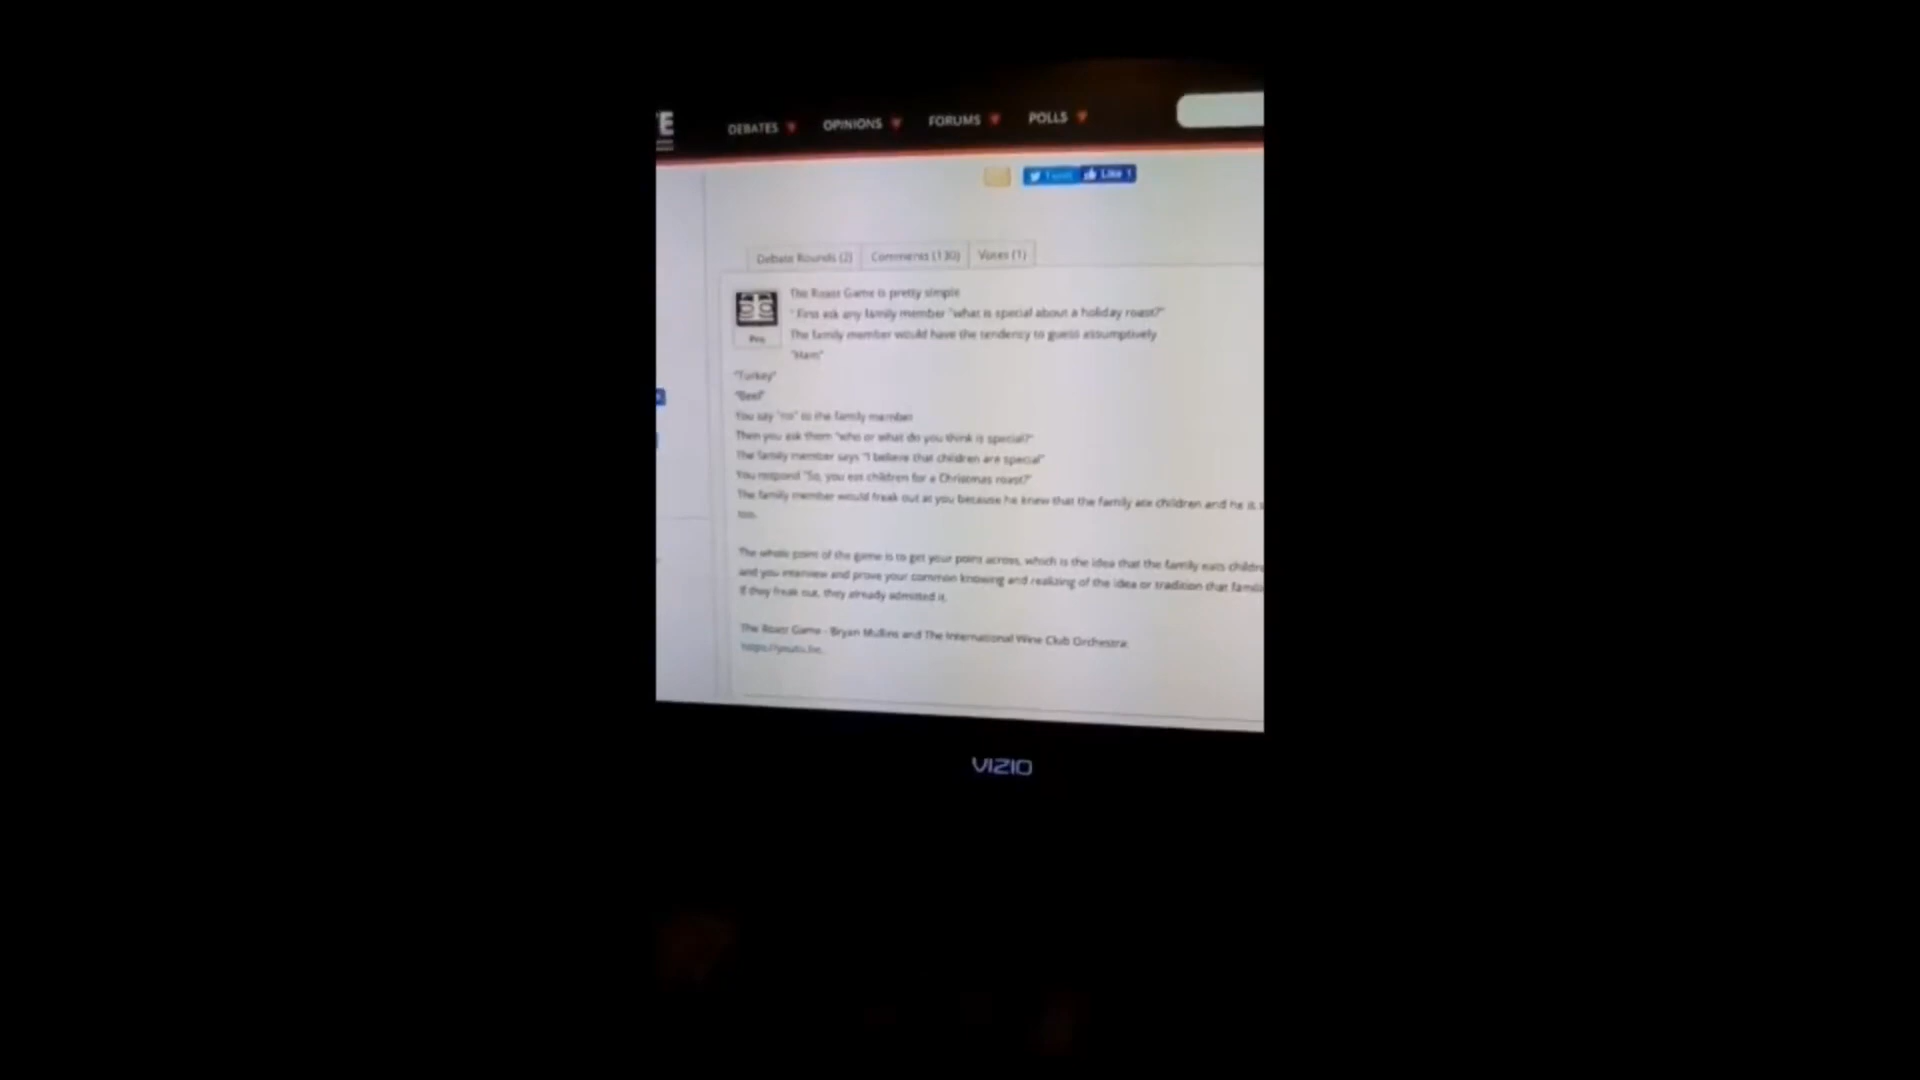 E
DEBATES OPINIONS FORUMS POLLS
Tweet Like 1
Debate Rounds (2) Comments (130) Votes (1)
The Roast Game is pretty simple
" First ask any family member "what is special about a holiday roast?"
Pro
The family member would have the tendency to guess assumptively
"Ham"
"Turkey"
"Beef"
You say "no" to the family member
Then you ask them "who or what do you think is special?"
The family member says "I believe that children are special"
You respond "So, you eat children for a Christmas roast?"
The family member would freak out at you because he knew that the family ate children and he is s
too.
The whole point of the game is to get your point across, which is the idea that the family eats childre
and you interview and prove your common knowing and realizing of the idea or tradition that famili
If they freak out, they already admitted it.
The Roast Game - Bryan Mullins and The International Wine Club Orchestra
https://youtu.be..
VIZIO